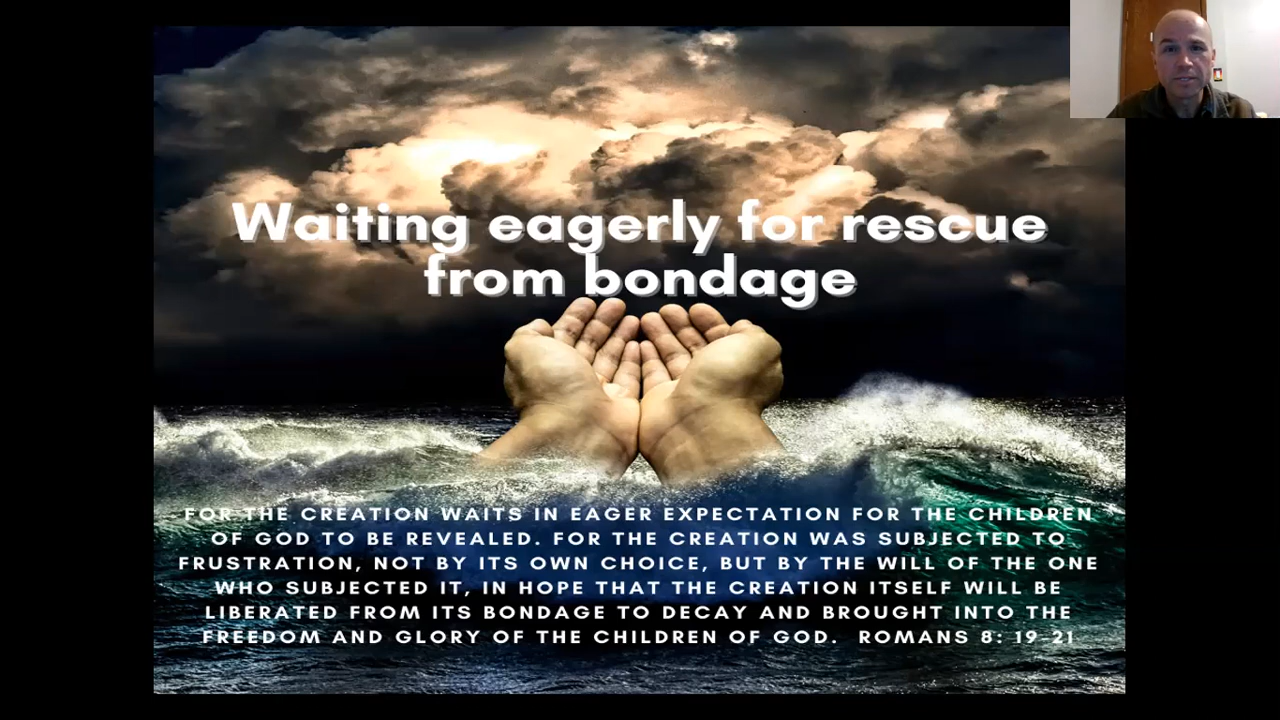 Waiting eagerly for rescue
from bondage
FOR THE CREATION WAITS IN EAGER EXPECTATION FOR THE CHILDREN
OF GOD TO BE REVEALED. FOR THE CREATION WAS SUBJECTED TO
FRUSTRATION, NOT BY ITS OWN CHOICE, BUT BY THE WILL OF THE ONE
WHO SUBJECTED IT, IN HOPE THAT THE CREATION ITSELF WILL BE
LIBERATED FROM ITS BONDAGE TO DECAY AND BROUGHT INTO THE
FREEDOM AND GLORY OF THE CHILDREN OF GOD. ROMANS 8: 19-21